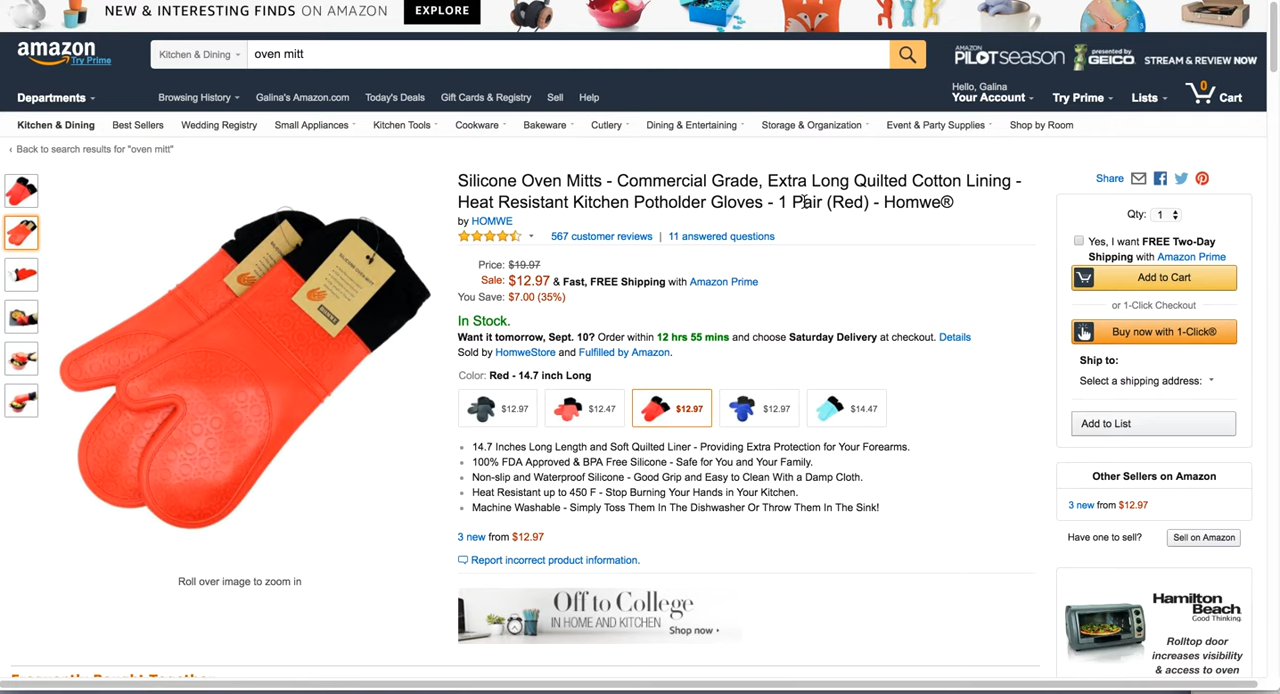 NEW & INTERESTING FINDS ON AMAZON EXPLORE
amazon
Try Prime
Kitchen & Dining
oven mitt
AMAZON
PILOTSEASON
presented by
GEICO
STREAM & REVIEW NOW
Departments
Browsing History
Galina's Amazon.com
Today's Deals
Gift Cards & Registry
Sell
Help
Hello, Galina
Your Account
Try Prime
Lists
0
Cart
Kitchen & Dining
Best Sellers
Wedding Registry
Small Appliances
Kitchen Tools
Cookware
Bakeware
Cutlery
Dining & Entertaining
Storage & Organization
Event & Party Supplies
Shop by Room
‹ Back to search results for "oven mitt"
Silicone Oven Mitts - Commercial Grade, Extra Long Quilted Cotton Lining -
Heat Resistant Kitchen Potholder Gloves - 1 Pair (Red) - Homwe®
by HOMWE
567 customer reviews | 11 answered questions
Price: $19.97
Sale: $12.97 & Fast, FREE Shipping with Amazon Prime
You Save: $7.00 (35%)
In Stock.
Want it tomorrow, Sept. 10? Order within 12 hrs 55 mins and choose Saturday Delivery at checkout. Details
Sold by HomweStore and Fulfilled by Amazon.
Color: Red - 14.7 inch Long
$12.97
$12.47
$12.97
$12.97
$14.47
14.7 Inches Long Length and Soft Quilted Liner - Providing Extra Protection for Your Forearms.
100% FDA Approved & BPA Free Silicone - Safe for You and Your Family.
Non-slip and Waterproof Silicone - Good Grip and Easy to Clean With a Damp Cloth.
Heat Resistant up to 450 F - Stop Burning Your Hands in Your Kitchen.
Machine Washable - Simply Toss Them In The Dishwasher Or Throw Them In The Sink!
3 new from $12.97
Report incorrect product information.
Off to College
IN HOME AND KITCHEN
Shop now
SILICONE OVEN MITT
Roll over image to zoom in
Frequently Bought Together
Share
Qty: 1
Yes, I want FREE Two-Day
Shipping with Amazon Prime
Add to Cart
or 1-Click Checkout
Buy now with 1-Click®
Ship to:
Select a shipping address:
Add to List
Other Sellers on Amazon
3 new from $12.97
Have one to sell?
Sell on Amazon
Hamilton
Beach
Good Thinking
Rolltop door
increases visibility
& access to oven